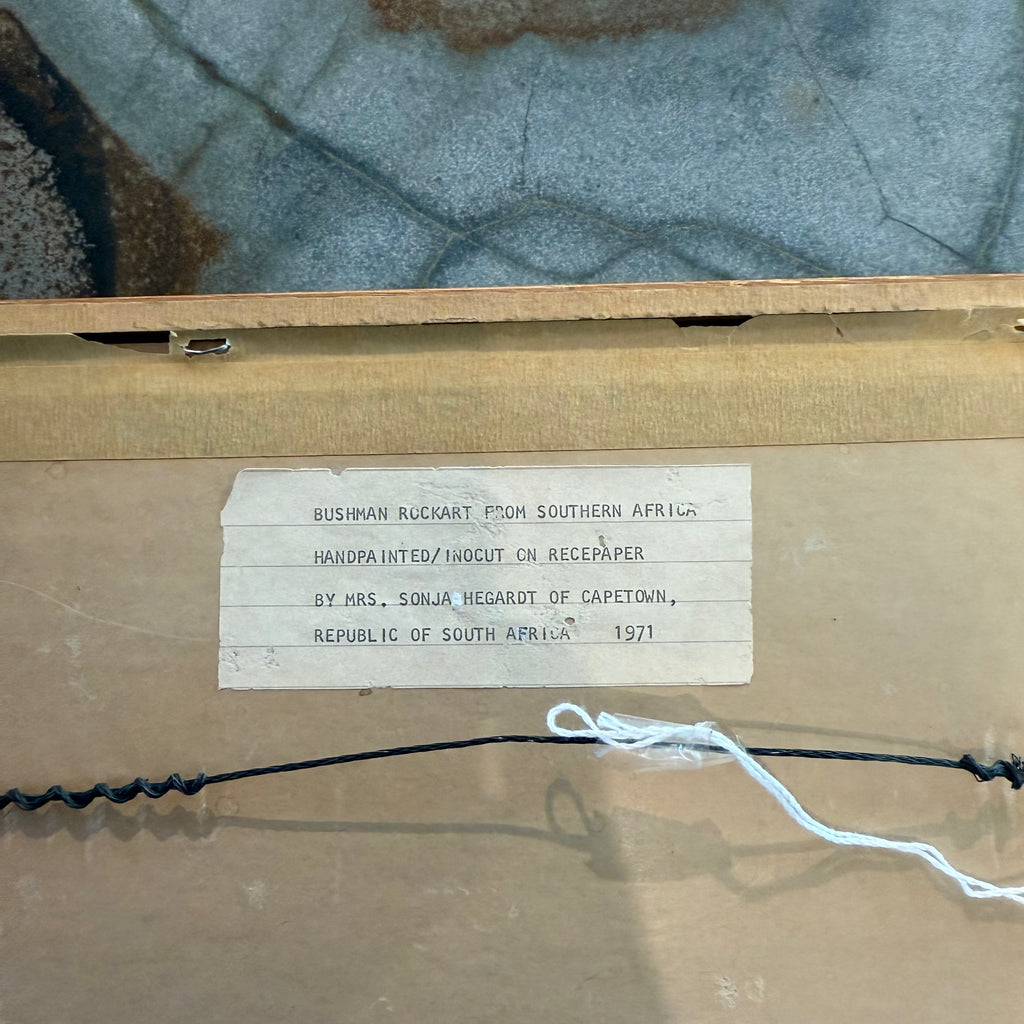 BUSHMAN ROCKART FROM SOUTHERN AFRICA
HANDPAINTED/INOCUT ON RECEPAPER
BY MRS. SONJA HEGARDT OF CAPETOWN,
REPUBLIC OF SOUTH AFRICA 1971